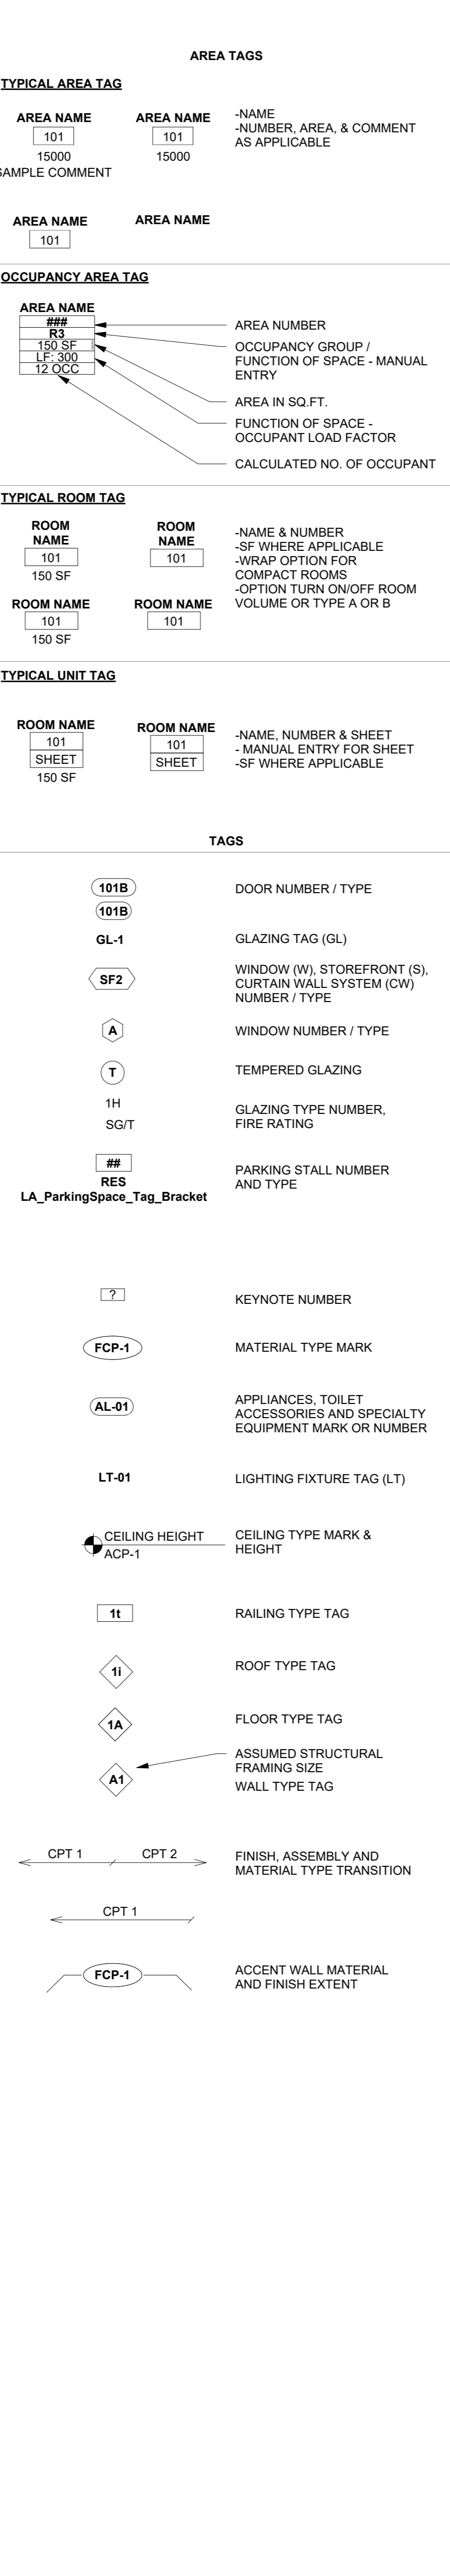 AREA TAGS
TYPICAL AREA TAG
AREA NAME
101
15000
SAMPLE COMMENT
AREA NAME
101
15000
-NAME
-NUMBER, AREA, & COMMENT
AS APPLICABLE
AREA NAME
101
AREA NAME
OCCUPANCY AREA TAG
AREA NAME
###
R3
150 SF
LF: 300
12 OCC
AREA NUMBER
OCCUPANCY GROUP /
FUNCTION OF SPACE - MANUAL
ENTRY
AREA IN SQ.FT.
FUNCTION OF SPACE -
OCCUPANT LOAD FACTOR
CALCULATED NO. OF OCCUPANT
TYPICAL ROOM TAG
ROOM
NAME
101
150 SF
ROOM
NAME
101
-NAME & NUMBER
-SF WHERE APPLICABLE
-WRAP OPTION FOR
COMPACT ROOMS
-OPTION TURN ON/OFF ROOM
VOLUME OR TYPE A OR B
ROOM NAME
101
150 SF
ROOM NAME
101
TYPICAL UNIT TAG
ROOM NAME
101
SHEET
150 SF
ROOM NAME
101
SHEET
-NAME, NUMBER & SHEET
- MANUAL ENTRY FOR SHEET
-SF WHERE APPLICABLE
TAGS
101B
DOOR NUMBER / TYPE
101B
GL-1
GLAZING TAG (GL)
SF2
WINDOW (W), STOREFRONT (S),
CURTAIN WALL SYSTEM (CW)
NUMBER / TYPE
A
WINDOW NUMBER / TYPE
T
TEMPERED GLAZING
1H
SG/T
GLAZING TYPE NUMBER,
FIRE RATING
##
RES
LA_ParkingSpace_Tag_Bracket
PARKING STALL NUMBER
AND TYPE
?
KEYNOTE NUMBER
FCP-1
MATERIAL TYPE MARK
AL-01
APPLIANCES, TOILET
ACCESSORIES AND SPECIALTY
EQUIPMENT MARK OR NUMBER
LT-01
LIGHTING FIXTURE TAG (LT)
CEILING HEIGHT
ACP-1
CEILING TYPE MARK &
HEIGHT
1t
RAILING TYPE TAG
1i
ROOF TYPE TAG
1A
FLOOR TYPE TAG
A1
ASSUMED STRUCTURAL
FRAMING SIZE
WALL TYPE TAG
CPT 1
CPT 2
FINISH, ASSEMBLY AND
MATERIAL TYPE TRANSITION
CPT 1
FCP-1
ACCENT WALL MATERIAL
AND FINISH EXTENT